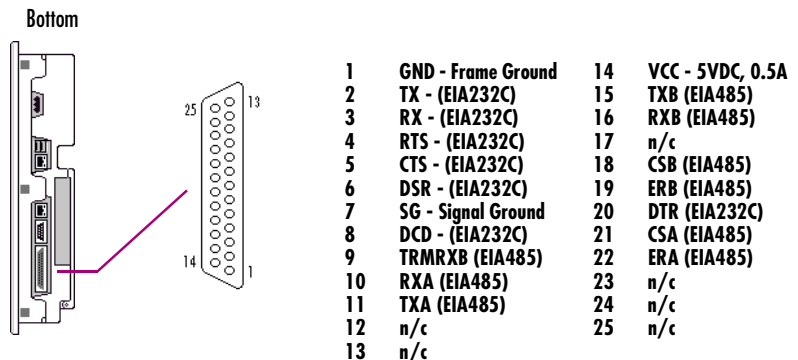 Bottom
25
13
14
1
1 GND - Frame Ground
2 TX - (EIA232C)
3 RX - (EIA232C)
4 RTS - (EIA232C)
5 CTS - (EIA232C)
6 DSR - (EIA232C)
7 SG - Signal Ground
8 DCD - (EIA232C)
9 TRMRXB (EIA485)
10 RXA (EIA485)
11 TXA (EIA485)
12 n/c
13 n/c
14 VCC - 5VDC, 0.5A
15 TXB (EIA485)
16 RXB (EIA485)
17 n/c
18 CSB (EIA485)
19 ERB (EIA485)
20 DTR (EIA232C)
21 CSA (EIA485)
22 ERA (EIA485)
23 n/c
24 n/c
25 n/c